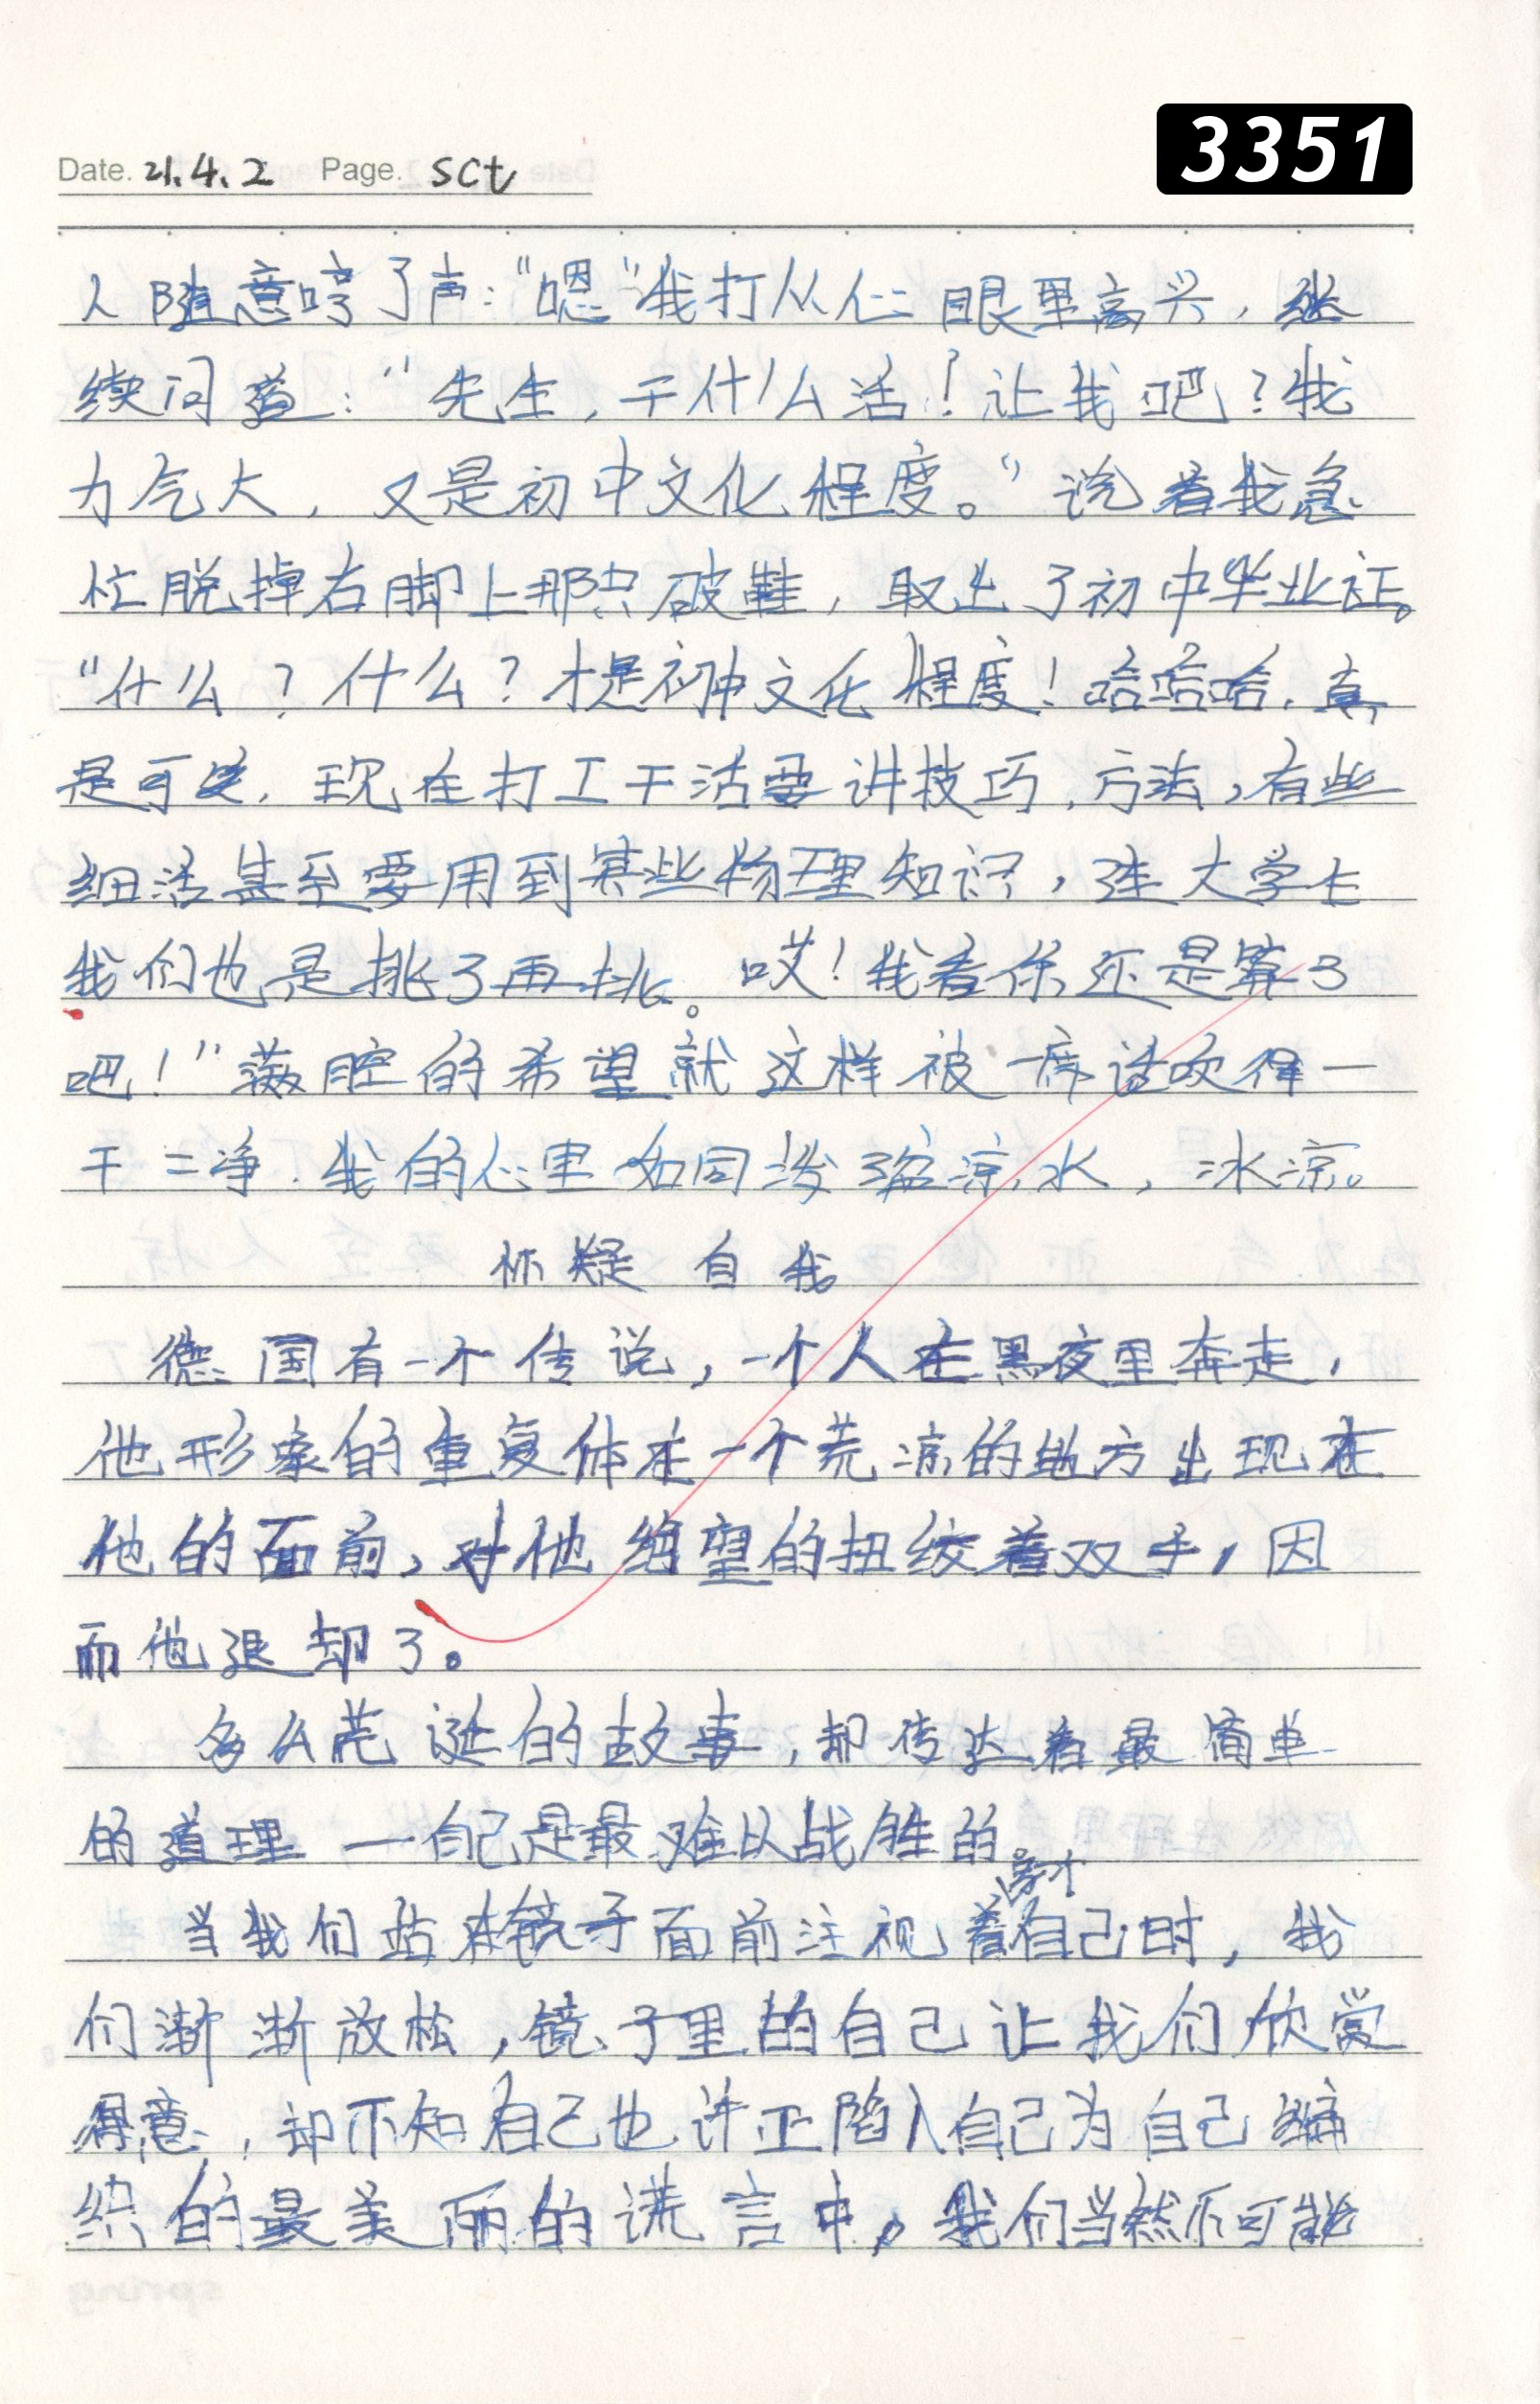 3351
Date. 21.4.2 Page. sct
人随意哼了声：“嗯”我打从心眼里高兴，继
续问道：“先生，干什么活！让我吧？我
力气大，又是初中文化程度。”说着我急
忙脱掉右脚上那只破鞋，取出了初中毕业证。
“什么？什么？才是初中文化程度！哈哈哈，真
是可笑，现在打工干活要讲技巧，方法，有些
细活甚至要用到某些物理知识，连大学生
我们也是挑了再挑。哎！我看你还是算了
吧！”满腔的希望就这样被一席话吹得一
干二净.我的心里如同泼了盆凉水，冰凉。
怀疑自我
德国有一个传说，一个人在黑夜里奔走，
他形象的重复体在一个荒凉的地方出现在
他的面前，对他绝望的扭绞着双手，因
而他退却了。
多么荒诞的故事，却传达着最简单
的道理 — 自己是最难以战胜的。
当我们站在镜子面前注视着那个自己时，我
们渐渐放松，镜子里的自己让我们欣赏
得意，却不知自己也许正陷入自己为自己编
织的最美丽的谎言中，我们当然不可能